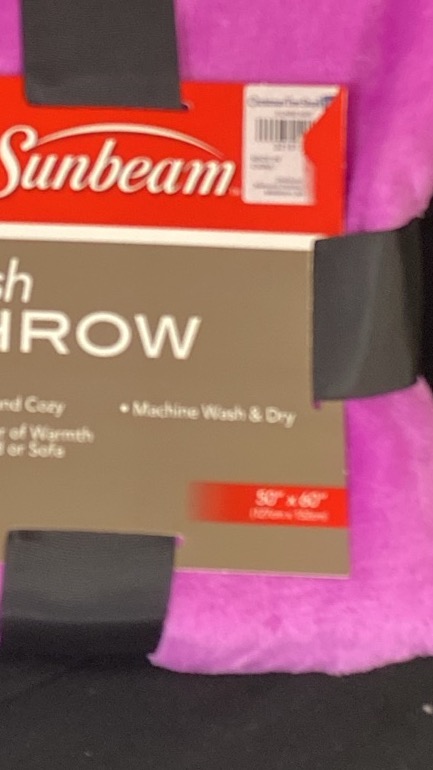 Sunbeam
sh
HROW
nd Cozy
• Machine Wash & Dry
r of Warmth
d or Sofa
50" x 60"